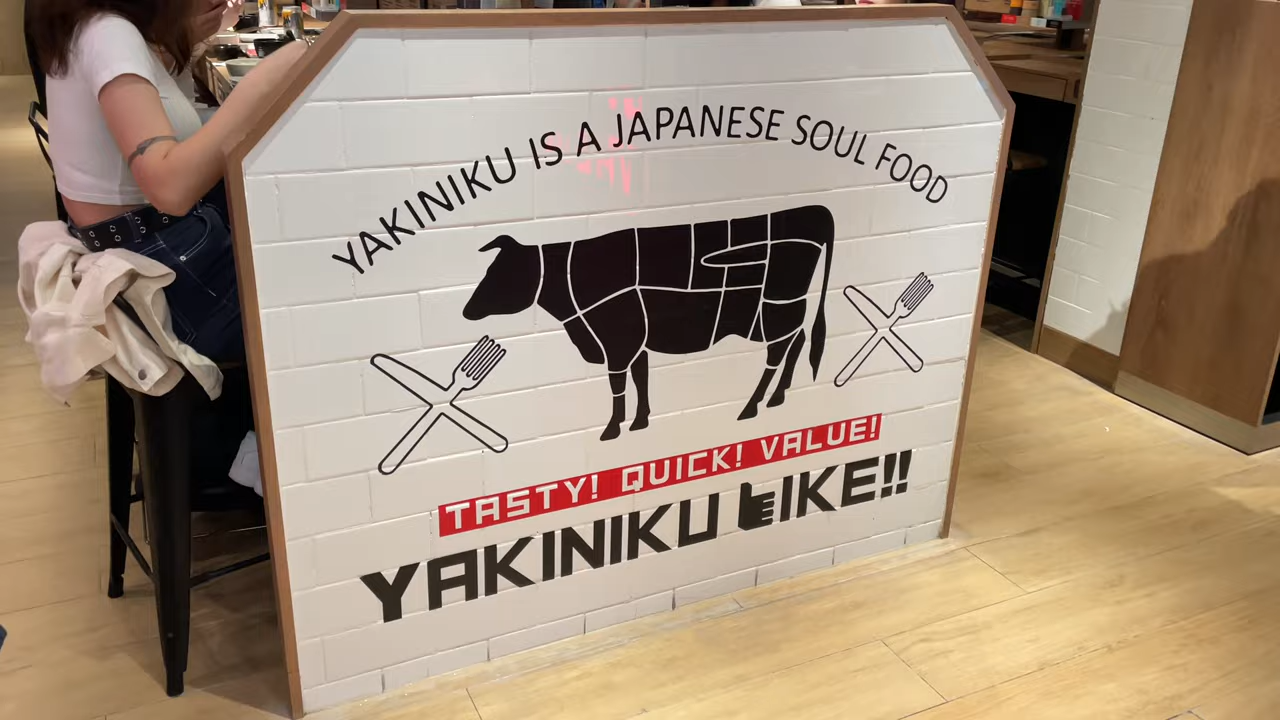 YAKINIKU IS A JAPANESE SOUL FOOD
TASTY! QUICK! VALUE!
YAKINIKU LIKE!!